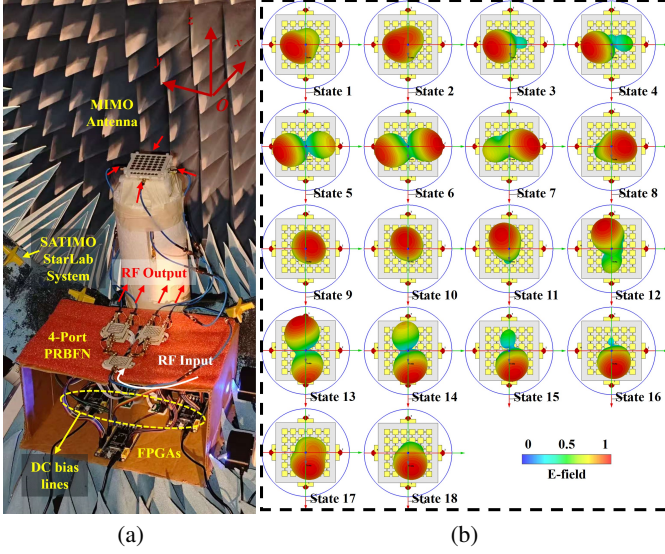 z
x
y
O
MIMO
Antenna
SATIMO
StarLab
System
RF Output
4-Port
PRBFN
RF Input
FPGAs
DC bias
lines
(a)
State 1
State 2
State 3
State 4
State 5
State 6
State 7
State 8
State 9
State 10
State 11
State 12
State 13
State 14
State 15
State 16
State 17
State 18
0
0.5
1
E-field
(b)